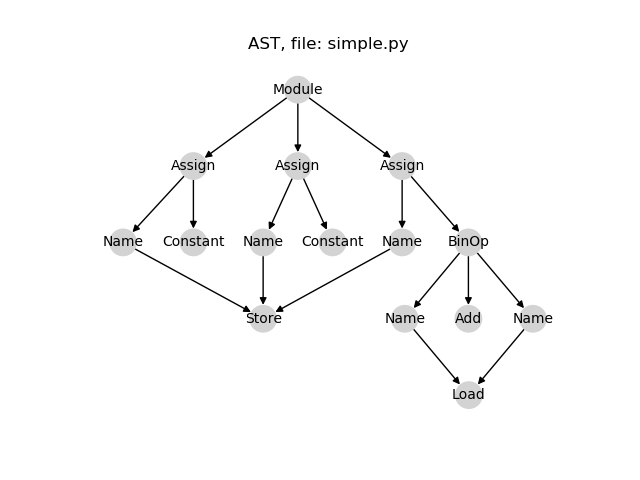 AST, file: simple.py
Module
Assign Assign Assign
Name Constant Name Constant Name BinOp
Store Name Add Name
Load